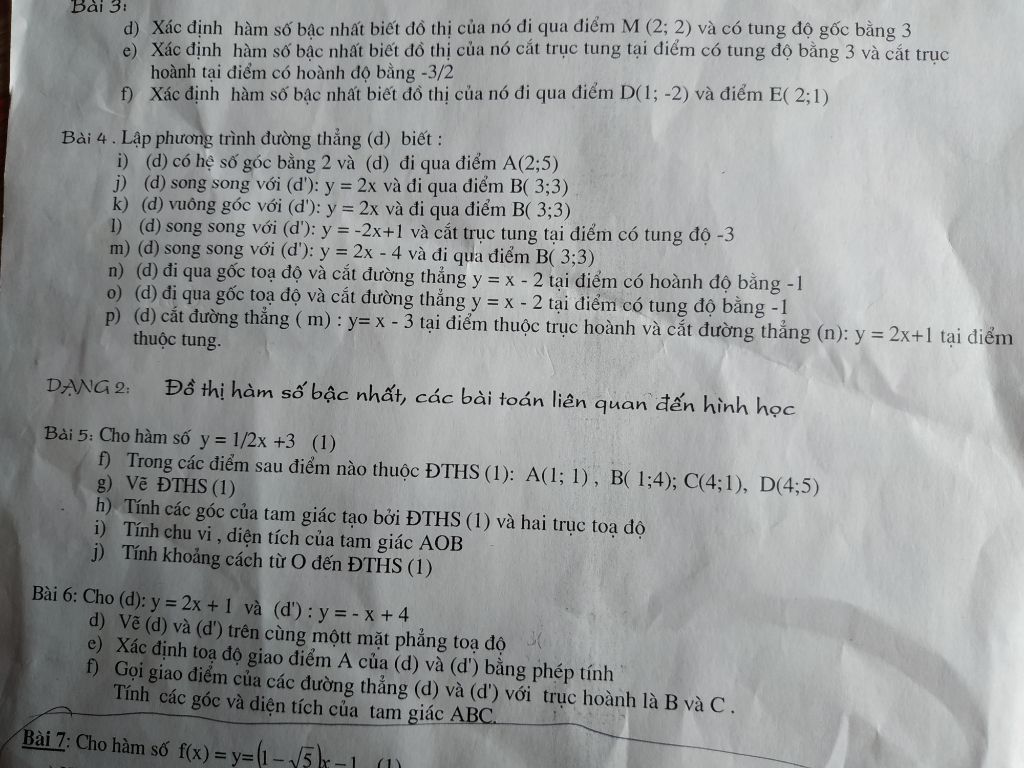 Bài 3:
d) Xác định hàm số bậc nhất biết đồ thị của nó đi qua điểm M (2; 2) và có tung độ gốc bằng 3
e) Xác định hàm số bậc nhất biết đồ thị của nó cắt trục tung tại điểm có tung độ bằng 3 và cắt trục
hoành tại điểm có hoành độ bằng -3/2
f) Xác định hàm số bậc nhất biết đồ thị của nó đi qua điểm D(1; -2) và điểm E( 2;1)
Bài 4 . Lập phương trình đường thẳng (d) biết :
i) (d) có hệ số góc bằng 2 và (d) đi qua điểm A(2;5)
j) (d) song song với (d'): y = 2x và đi qua điểm B( 3;3)
k) (d) vuông góc với (d'): y = 2x và đi qua điểm B( 3;3)
l) (d) song song với (d'): y = -2x+1 và cắt trục tung tại điểm có tung độ -3
m) (d) song song với (d'): y = 2x - 4 và đi qua điểm B( 3;3)
n) (d) đi qua gốc toạ độ và cắt đường thẳng y = x - 2 tại điểm có hoành độ bằng -1
o) (d) đi qua gốc toạ độ và cắt đường thẳng y = x - 2 tại điểm có tung độ bằng -1
p) (d) cắt đường thẳng ( m) : y= x - 3 tại điểm thuộc trục hoành và cắt đường thẳng (n): y = 2x+1 tại điểm
thuộc tung.
DẠNG 2: Đồ thị hàm số bậc nhất, các bài toán liên quan đến hình học
Bài 5: Cho hàm số y = 1/2x +3 (1)
f) Trong các điểm sau điểm nào thuộc ĐTHS (1): A(1; 1) , B( 1;4); C(4;1), D(4;5)
g) Vẽ ĐTHS (1)
h) Tính các góc của tam giác tạo bởi ĐTHS (1) và hai trục toạ độ
i) Tính chu vi , diện tích của tam giác AOB
j) Tính khoảng cách từ O đến ĐTHS (1)
Bài 6: Cho (d): y = 2x + 1 và (d') : y = - x + 4
d) Vẽ (d) và (d') trên cùng mộtt mặt phẳng toạ độ
e) Xác định toạ độ giao điểm A của (d) và (d') bằng phép tính
f) Gọi giao điểm của các đường thẳng (d) và (d') với trục hoành là B và C .
Tính các góc và diện tích của tam giác ABC.
Bài 7: Cho hàm số f(x) = y=(1 – √5)x – 1 (1)